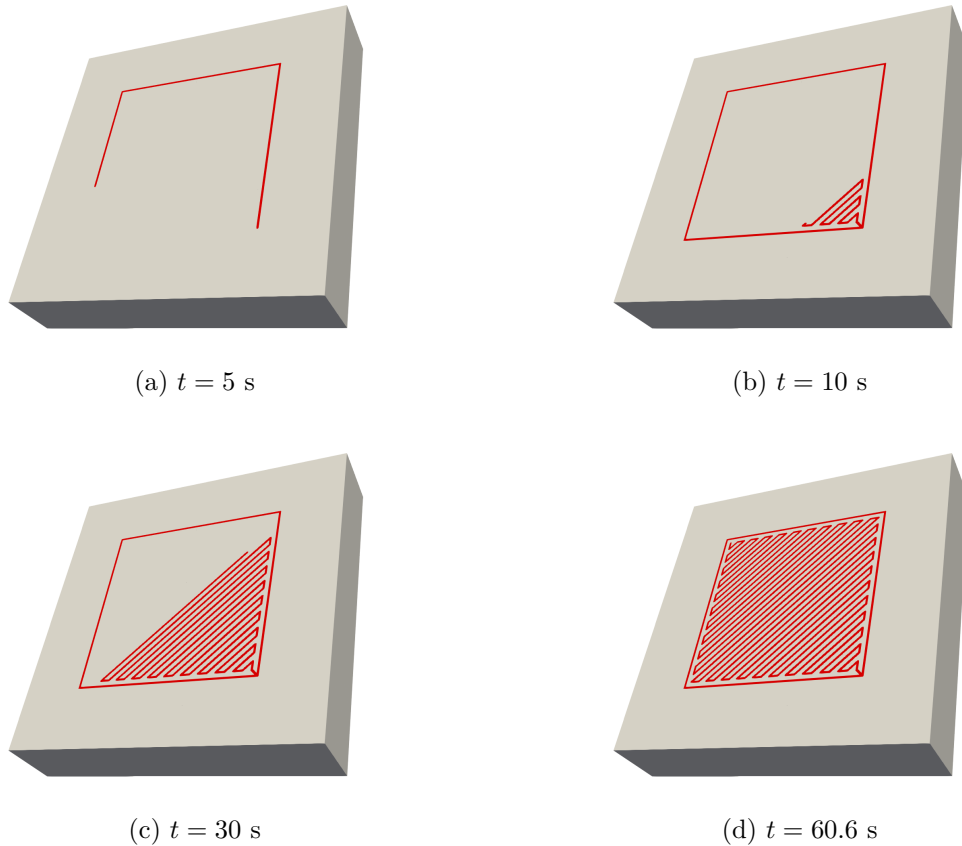 (a) t = 5 s
(b) t = 10 s
(c) t = 30 s
(d) t = 60.6 s